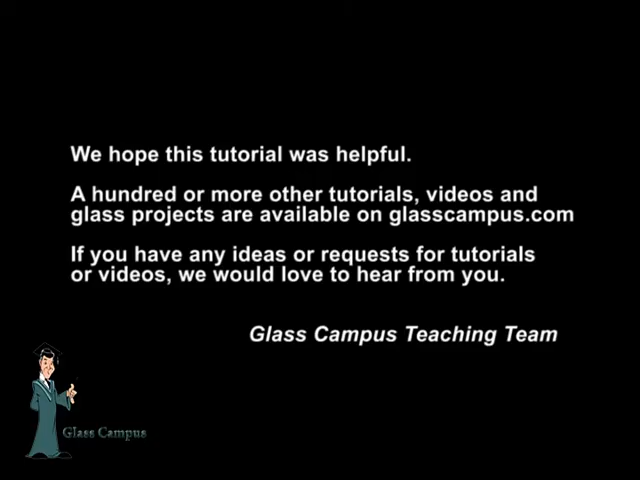 We hope this tutorial was helpful.
A hundred or more other tutorials, videos and
glass projects are available on glasscampus.com
If you have any ideas or requests for tutorials
or videos, we would love to hear from you.
Glass Campus Teaching Team
Glass Campus